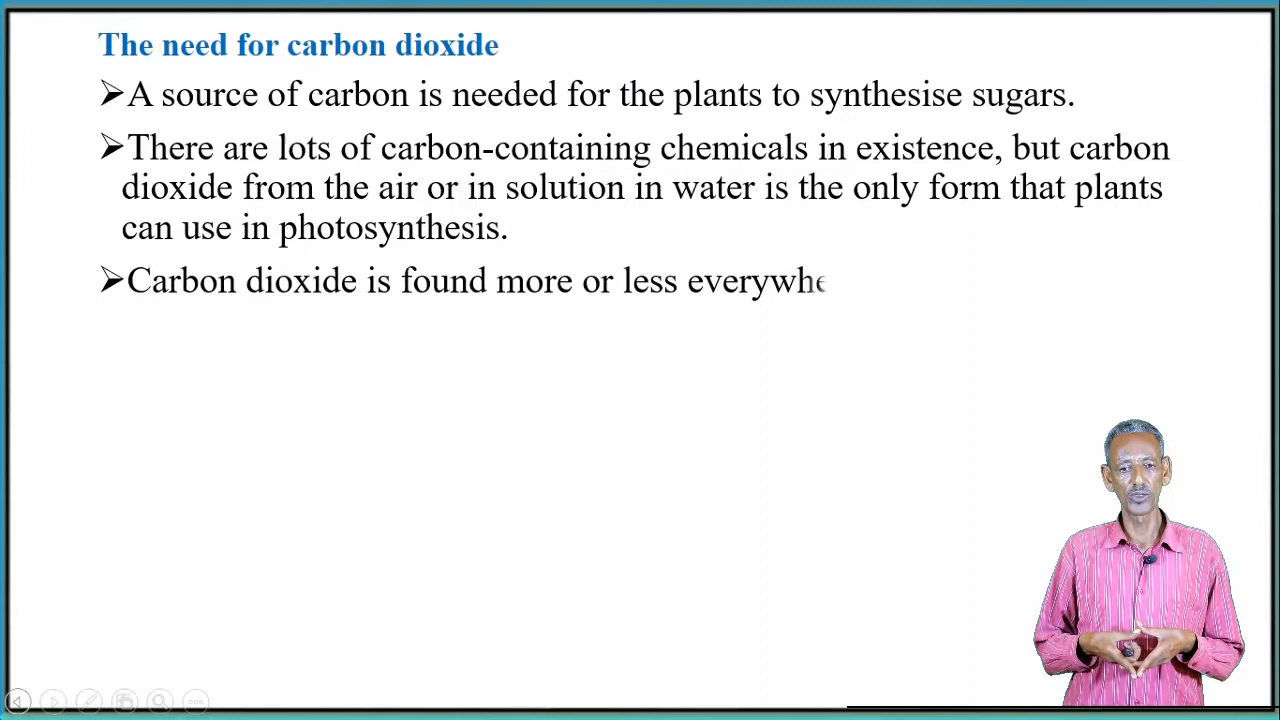 The need for carbon dioxide
➢A source of carbon is needed for the plants to synthesise sugars.
➢There are lots of carbon-containing chemicals in existence, but carbon
dioxide from the air or in solution in water is the only form that plants
can use in photosynthesis.
➢Carbon dioxide is found more or less everywhe